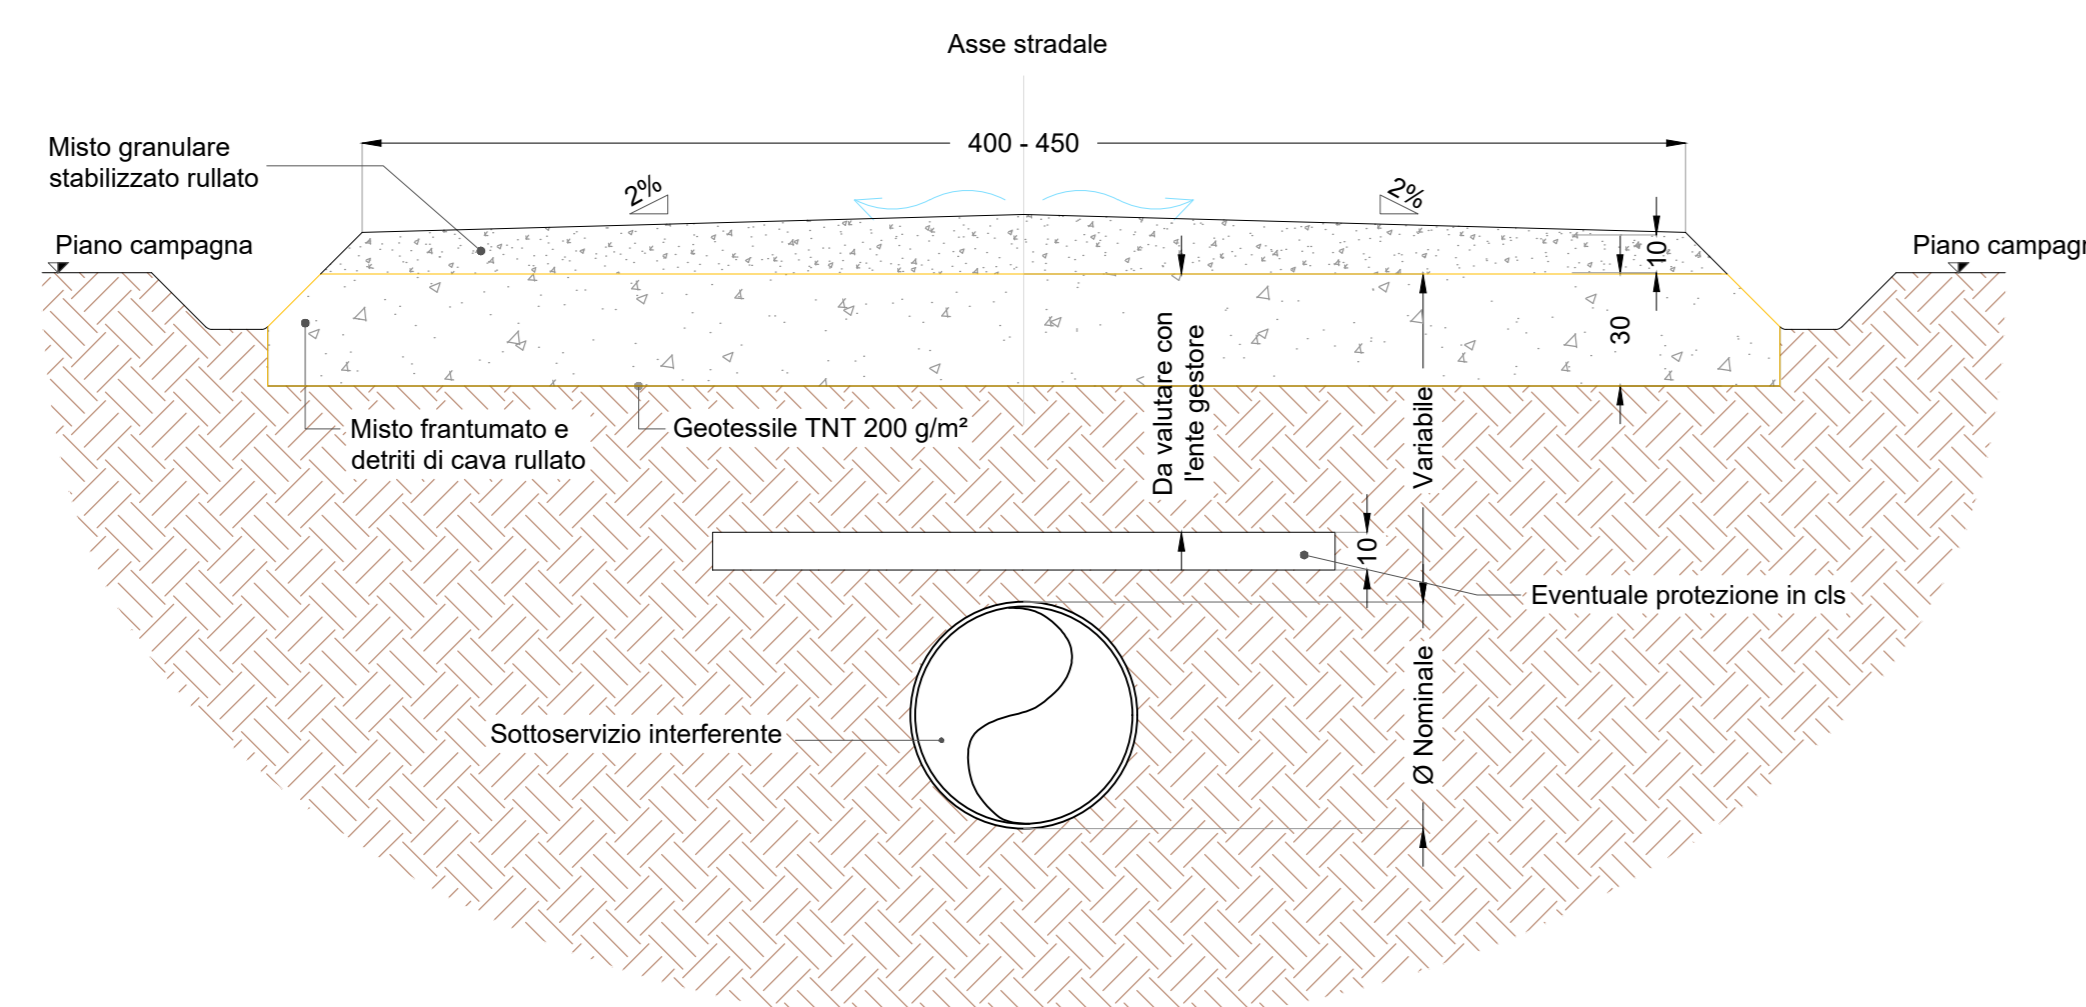 Asse stradale
400 - 450
Misto granulare
stabilizzato rullato
2%
2%
Piano campagna
Piano campagn
10
30
Da valutare con
l'ente gestore
Variabile
Misto frantumato e
detriti di cava rullato
Geotessile TNT 200 g/m²
10
Eventuale protezione in cls
Ø Nominale
Sottoservizio interferente